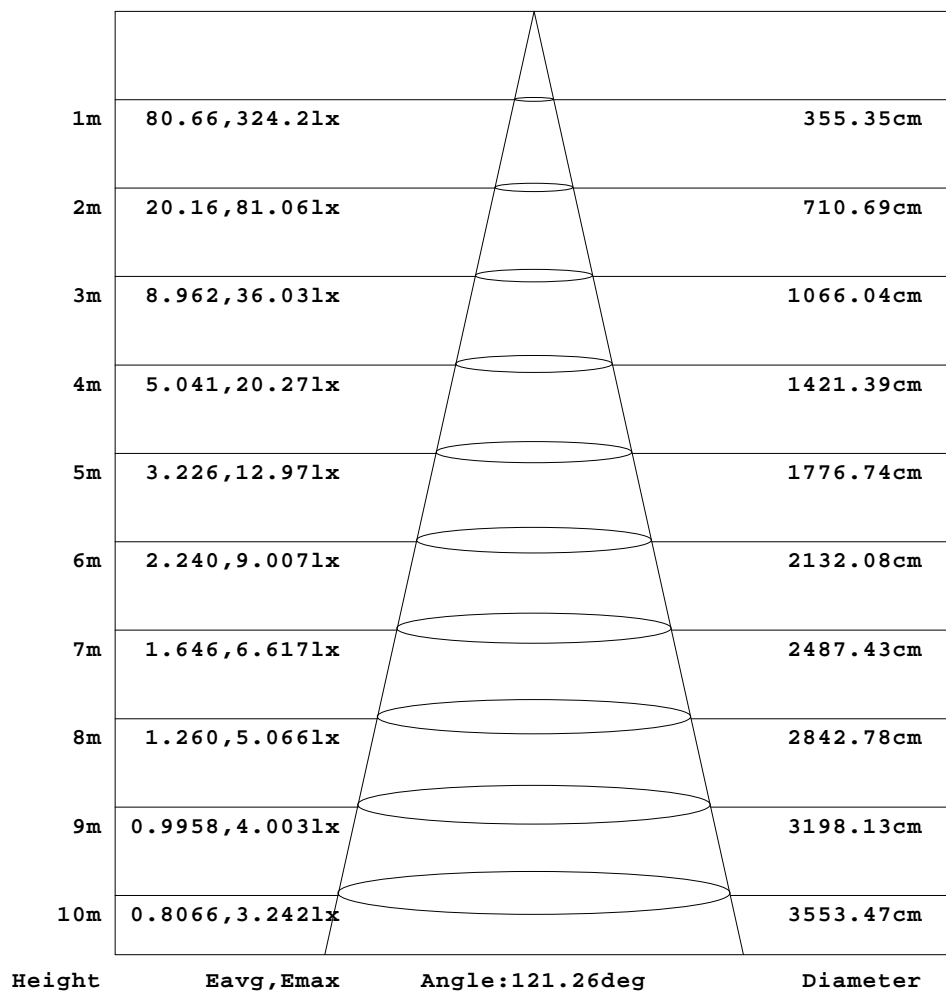 1m 80.66,324.2lx 355.35cm
2m 20.16,81.06lx 710.69cm
3m 8.962,36.03lx 1066.04cm
4m 5.041,20.27lx 1421.39cm
5m 3.226,12.97lx 1776.74cm
6m 2.240,9.007lx 2132.08cm
7m 1.646,6.617lx 2487.43cm
8m 1.260,5.066lx 2842.78cm
9m 0.9958,4.003lx 3198.13cm
10m 0.8066,3.242lx 3553.47cm
Height Eavg,Emax Angle:121.26deg Diameter